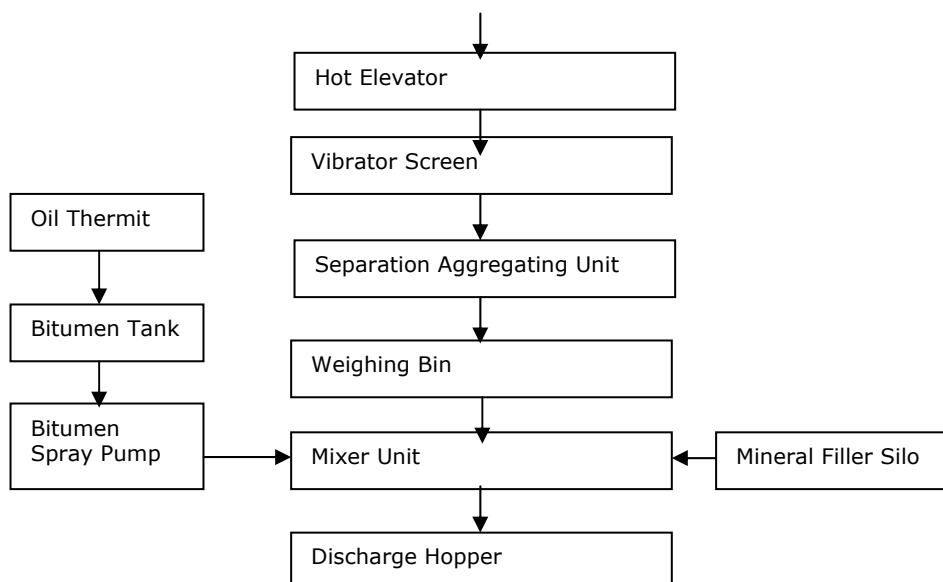 Hot Elevator
Vibrator Screen
Oil Thermit
Separation Aggregating Unit
Bitumen Tank
Weighing Bin
Bitumen
Spray Pump
Mixer Unit
Mineral Filler Silo
Discharge Hopper